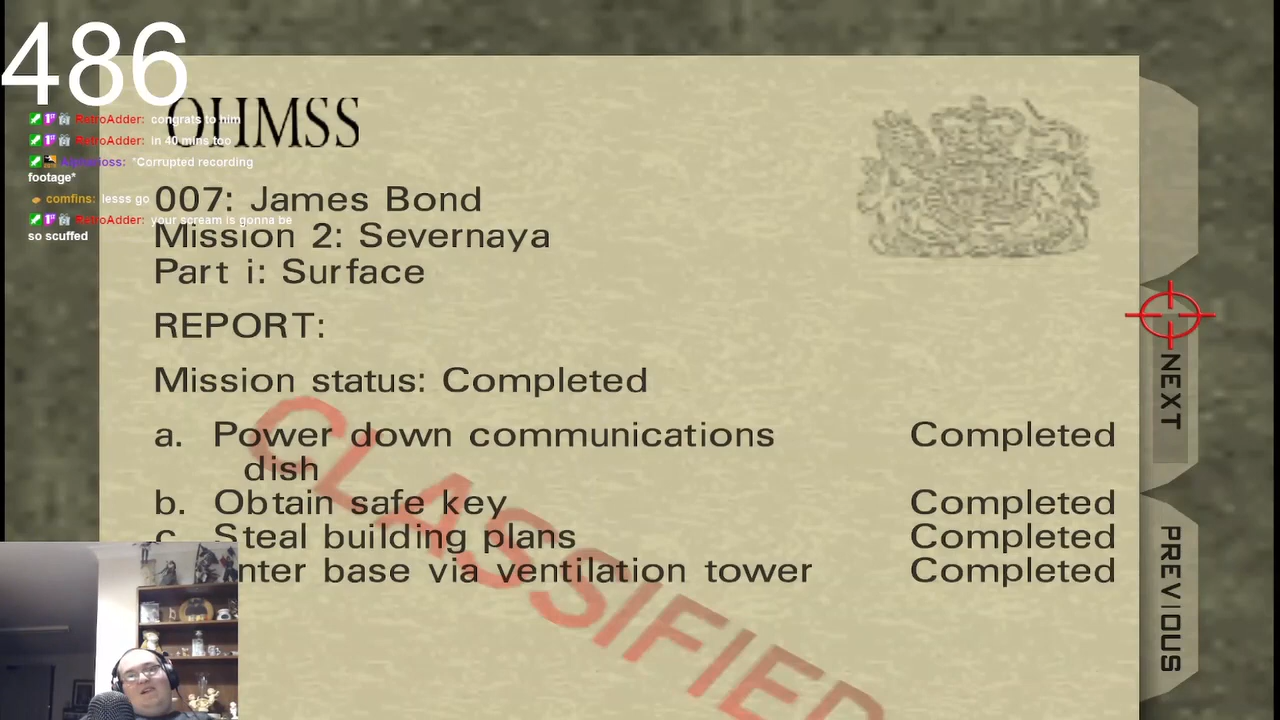 486
OHMSS
RetroAdder: congrats to him
RetroAdder: In 40 mins too
*Corrupted recording
footage*
comfins: lesss go
RetroAdder: your scream is gonna be
so scuffed
007: James Bond
Mission 2: Severnaya
Part i: Surface
REPORT:
Mission status: Completed
a. Power down communications Completed
dish
b. Obtain safe key Completed
c. Steal building plans Completed
nter base via ventilation tower Completed
CLASSIFIED
NEXT
PREVIOUS